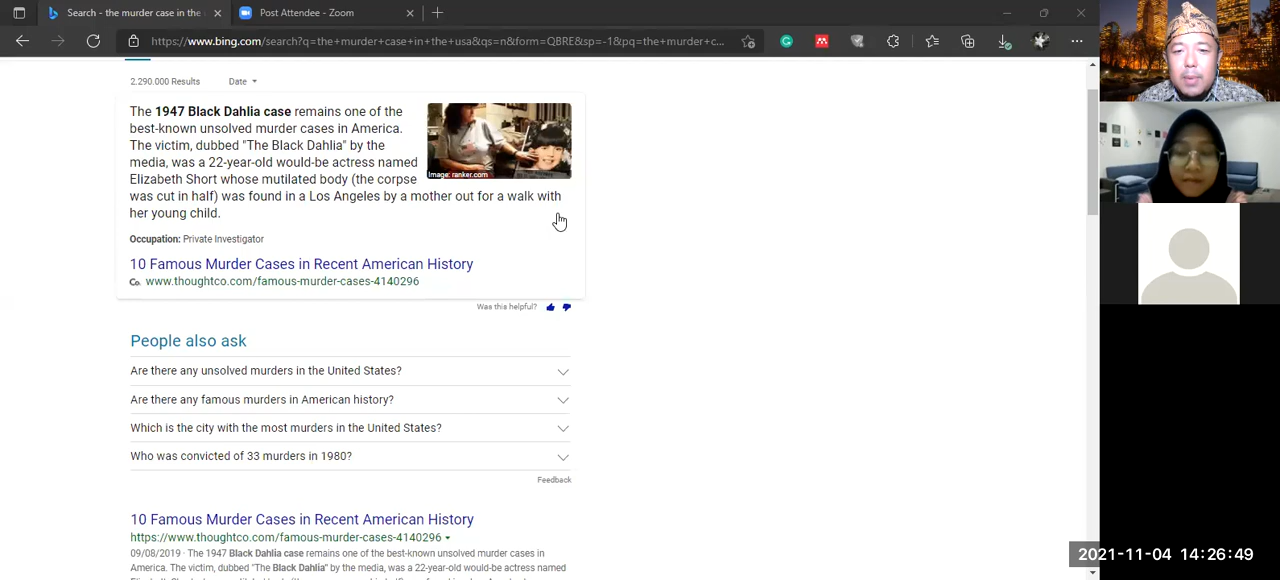 Search - the murder case in the
Post Attendee - Zoom
https://www.bing.com/search?q=the+murder+case+in+the+usa&qs=n&form=QBRE&sp=-1&pq=the+murder+c...
2.290,000 Results Date
The 1947 Black Dahlia case remains one of the
best-known unsolved murder cases in America.
The victim, dubbed "The Black Dahlia" by the
media, was a 22-year-old would-be actress named
Elizabeth Short whose mutilated body (the corpse
was cut in half) was found in a Los Angeles by a mother out for a walk with
her young child.
Image: ranker.com
Occupation: Private Investigator
10 Famous Murder Cases in Recent American History
Co. www.thoughtco.com/famous-murder-cases-4140296
Was this helpful?
People also ask
Are there any unsolved murders in the United States?
Are there any famous murders in American history?
Which is the city with the most murders in the United States?
Who was convicted of 33 murders in 1980?
Feedback
10 Famous Murder Cases in Recent American History
https://www.thoughtco.com/famous-murder-cases-4140296
09/08/2019 · The 1947 Black Dahlia case remains one of the best-known unsolved murder cases in
America. The victim, dubbed "The Black Dahlia" by the media, was a 22-year-old would-be actress named
2021-11-04 14:26:49